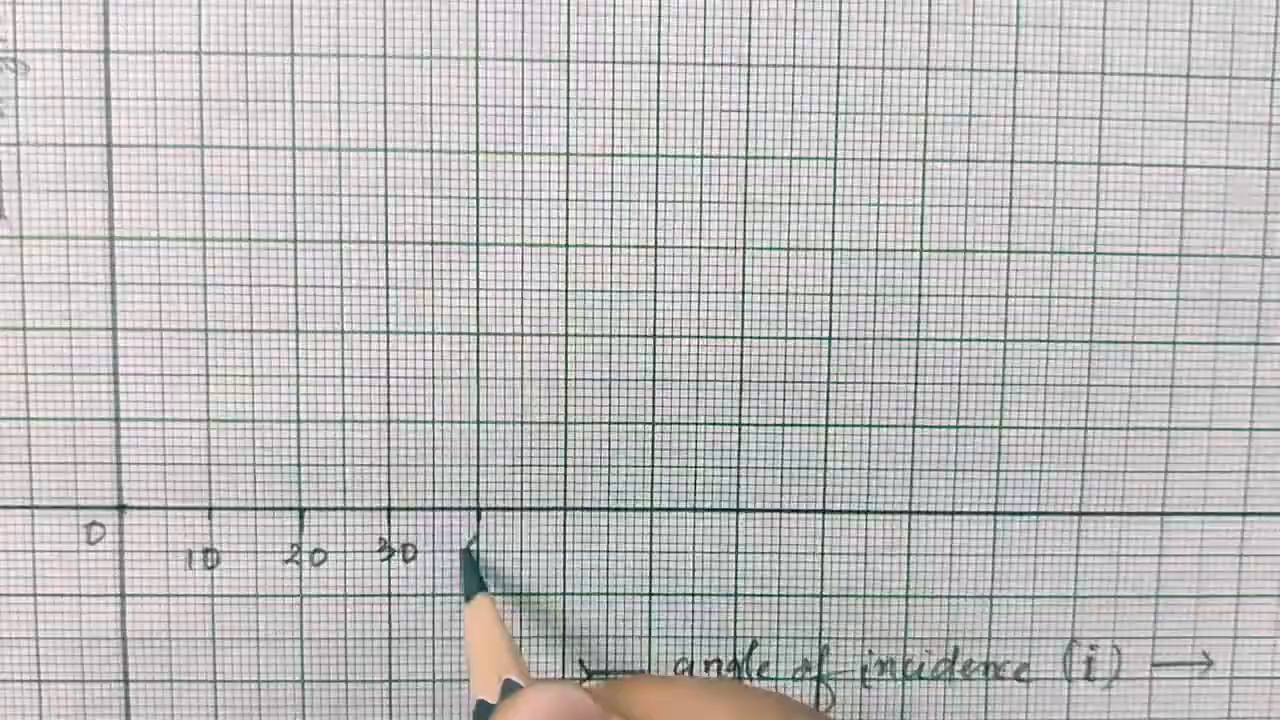 0
10 20 30
angle of incidence (i) →